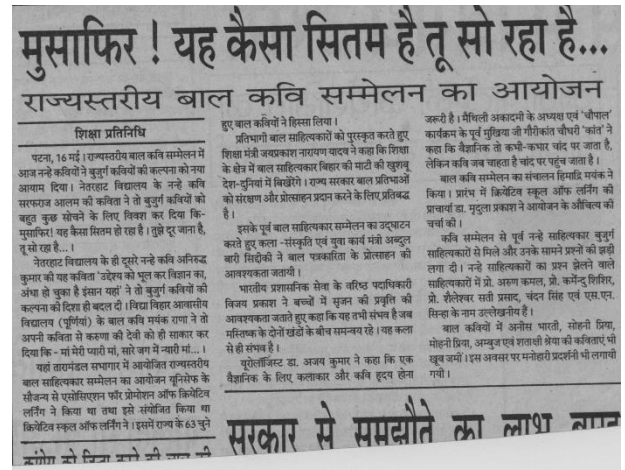 मुसाफिर ! यह कैसा सितम है तू सो रहा है...
राज्यस्तरीय बाल कवि सम्मेलन का आयोजन
शिक्षा प्रतिनिधि
पटना, 16 मई । राज्यस्तरीय बाल कवि सम्मेलन में
आज नन्हे कवियों ने बुजुर्ग कवियों की कल्पना को नया
आयाम दिया । नेतरहाट विद्यालय के नन्हे कवि
सरफराज आलम की कविता ने तो बुजुर्ग कवियों को
बहुत कुछ सोचने के लिए विवश कर दिया कि-
मुसाफिर! यह कैसा सितम हो रहा है । तुझे दूर जाना है,
तू सो रहा है... ।
नेतरहाट विद्यालय के ही दूसरे नन्हे कवि अनिरुद्ध
कुमार की यह कविता 'उद्देश्य को भूल कर विज्ञान का,
अंधा हो चुका है इंसान यहां' ने तो बुजुर्ग कवियों की
कल्पना की दिशा ही बदल दी । विद्या विहार आवासीय
विद्यालय (पूर्णियां) के बाल कवि मयंक राणा ने तो
अपनी कविता से करुणा की देवी को ही साकार कर
दिया कि - मां मेरी प्यारी मां, सारे जग में न्यारी मां... ।
यहां तारामंडल सभागार में आयोजित राज्यस्तरीय
बाल साहित्यकार सम्मेलन का आयोजन यूनिसेफ के
सौजन्य से एसोसिएशन फॉर प्रोमोशन ऑफ क्रियेटिव
लर्निंग ने किया था तथा इसे संयोजित किया था
क्रियेटिव स्कूल ऑफ लर्निंग ने । इसमें राज्य के 63 चुने
हुए बाल कवियों ने हिस्सा लिया ।
प्रतिभागी बाल साहित्यकारों को पुरस्कृत करते हुए
शिक्षा मंत्री जयप्रकाश नारायण यादव ने कहा कि शिक्षा
के क्षेत्र में बाल साहित्यकार बिहार की माटी की खुशबू
देश-दुनियां में बिखेरेंगे । राज्य सरकार बाल प्रतिभाओं
को संरक्षण और प्रोत्साहन प्रदान करने के लिए प्रतिबद्ध
है ।
इसके पूर्व बाल साहित्यकार सम्मेलन का उद्घाटन
करते हुए कला -संस्कृति एवं युवा कार्य मंत्री अब्दुल
बारी सिद्दीकी ने बाल पत्रकारिता के प्रोत्साहन की
आवश्यकता जतायी ।
भारतीय प्रशासनिक सेवा के वरिष्ठ पदाधिकारी
विजय प्रकाश ने बच्चों में सृजन की प्रवृत्ति की
आवश्यकता जताते हुए कहा कि यह तभी संभव है जब
मस्तिष्क के दोनों खंडों के बीच समन्वय रहे । यह कला
से ही संभव है ।
यूरोलॉजिस्ट डा. अजय कुमार ने कहा कि एक
वैज्ञानिक के लिए कलाकार और कवि हृदय होना
जरूरी है । मैथिली अकादमी के अध्यक्ष एवं 'चौपाल'
कार्यक्रम के पूर्व मुखिया जी गौरीकांत चौधरी 'कांत' ने
कहा कि वैज्ञानिक तो कभी-कभार चांद पर जाता है,
लेकिन कवि जब चाहता है चांद पर पहुंच जाता है ।
बाल कवि सम्मेलन का संचालन हिमाद्रि मयंक ने
किया । प्रारंभ में क्रियेटिव स्कूल ऑफ लर्निंग की
प्राचार्या डा. मृदुला प्रकाश ने आयोजन के औचित्य की
चर्चा की ।
कवि सम्मेलन से पूर्व नन्हे साहित्यकार बुजुर्ग
साहित्यकारों से मिले और उनके सामने प्रश्नों की झड़ी
लगा दी । नन्हे साहित्यकारों का प्रश्न झेलने वाले
साहित्यकारों में प्रो. अरुण कमल, प्रो. कमेन्दु शिशिर,
प्रो. शैलेश्वर सती प्रसाद, चंदन सिंह एवं एस.एन.
सिन्हा के नाम उल्लेखनीय हैं ।
बाल कवियों में अनीस भारती, मोहनी प्रिया,
मोहनी प्रिया, अम्बुज एवं शताक्षी श्रेया की कविताएं भी
खूब जमीं । इस अवसर पर मनोहारी प्रदर्शनी भी लगायी
गयी ।
सरकार से समझौते का लाभ